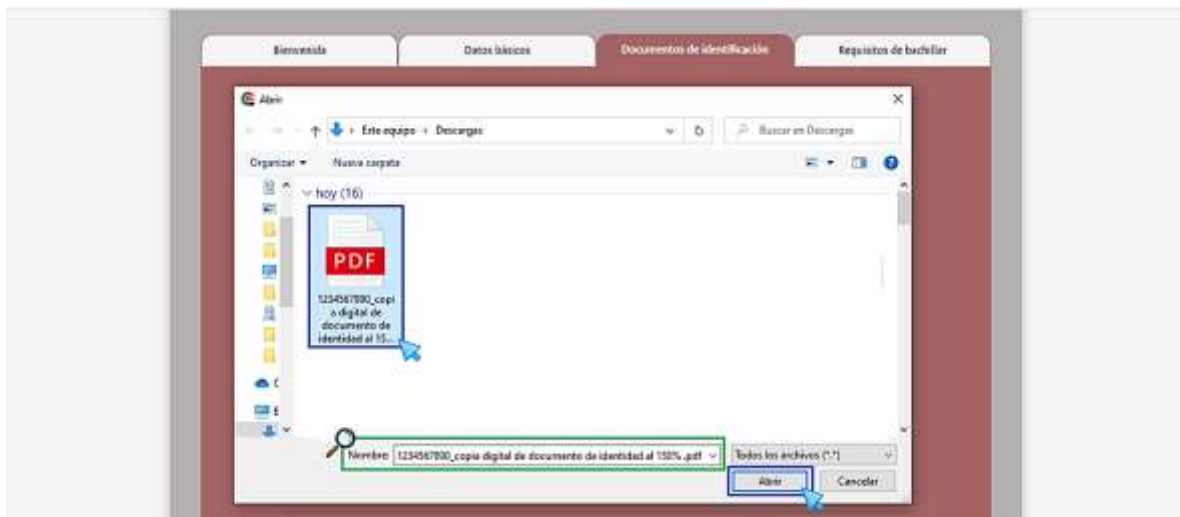 Bienvenida
Datos básicos
Documentos de identificación
Requisitos de bachiller
Abrir
Este equipo
Descargas
Buscar en Descargas
Organizar
Nueva carpeta
hoy (16)
PDF
1234567890_copi
a digital de
documento de
identidad al 15...
Nombre
1234567890_copia digital de documento de identidad al 150% .pdf
Todos los archivos (*.*)
Abrir
Cancelar